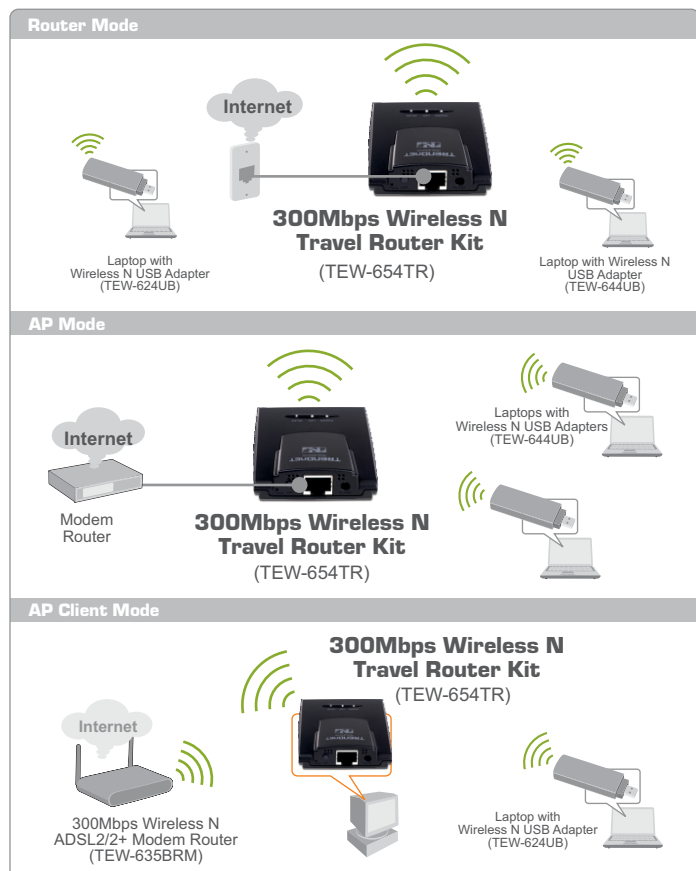 Router Mode
Internet
300Mbps Wireless N
Travel Router Kit
(TEW-654TR)
Laptop with
Wireless N USB Adapter
(TEW-624UB)
Laptop with Wireless N
USB Adapter
(TEW-644UB)
AP Mode
Internet
Modem
Router
300Mbps Wireless N
Travel Router Kit
(TEW-654TR)
Laptops with
Wireless N USB Adapters
(TEW-644UB)
AP Client Mode
300Mbps Wireless N
Travel Router Kit
(TEW-654TR)
Internet
300Mbps Wireless N
ADSL2/2+ Modem Router
(TEW-635BRM)
Laptop with
Wireless N USB Adapter
(TEW-624UB)
TRENDNET
TRENDNET
TRENDNET